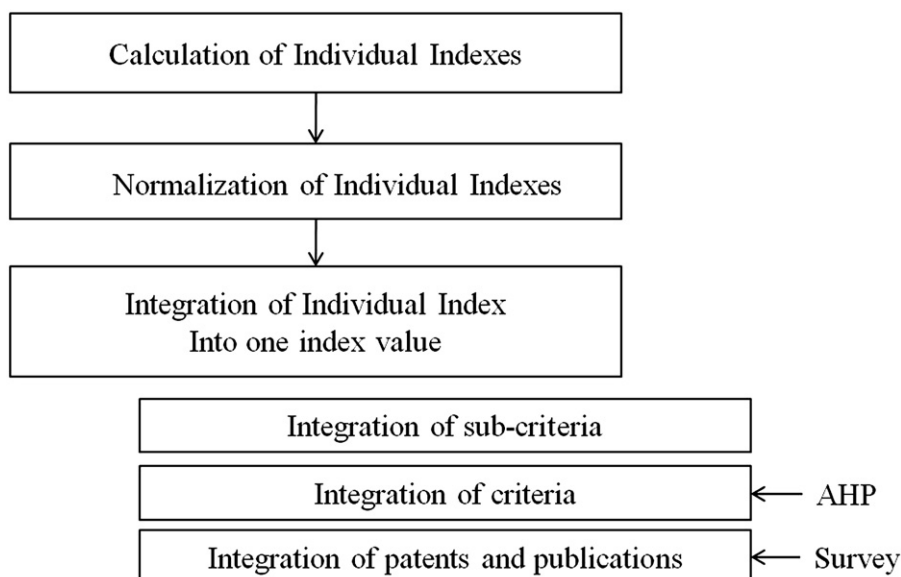 Calculation of Individual Indexes
Normalization of Individual Indexes
Integration of Individual Index
Into one index value
Integration of sub-criteria
Integration of criteria
AHP
Integration of patents and publications
Survey